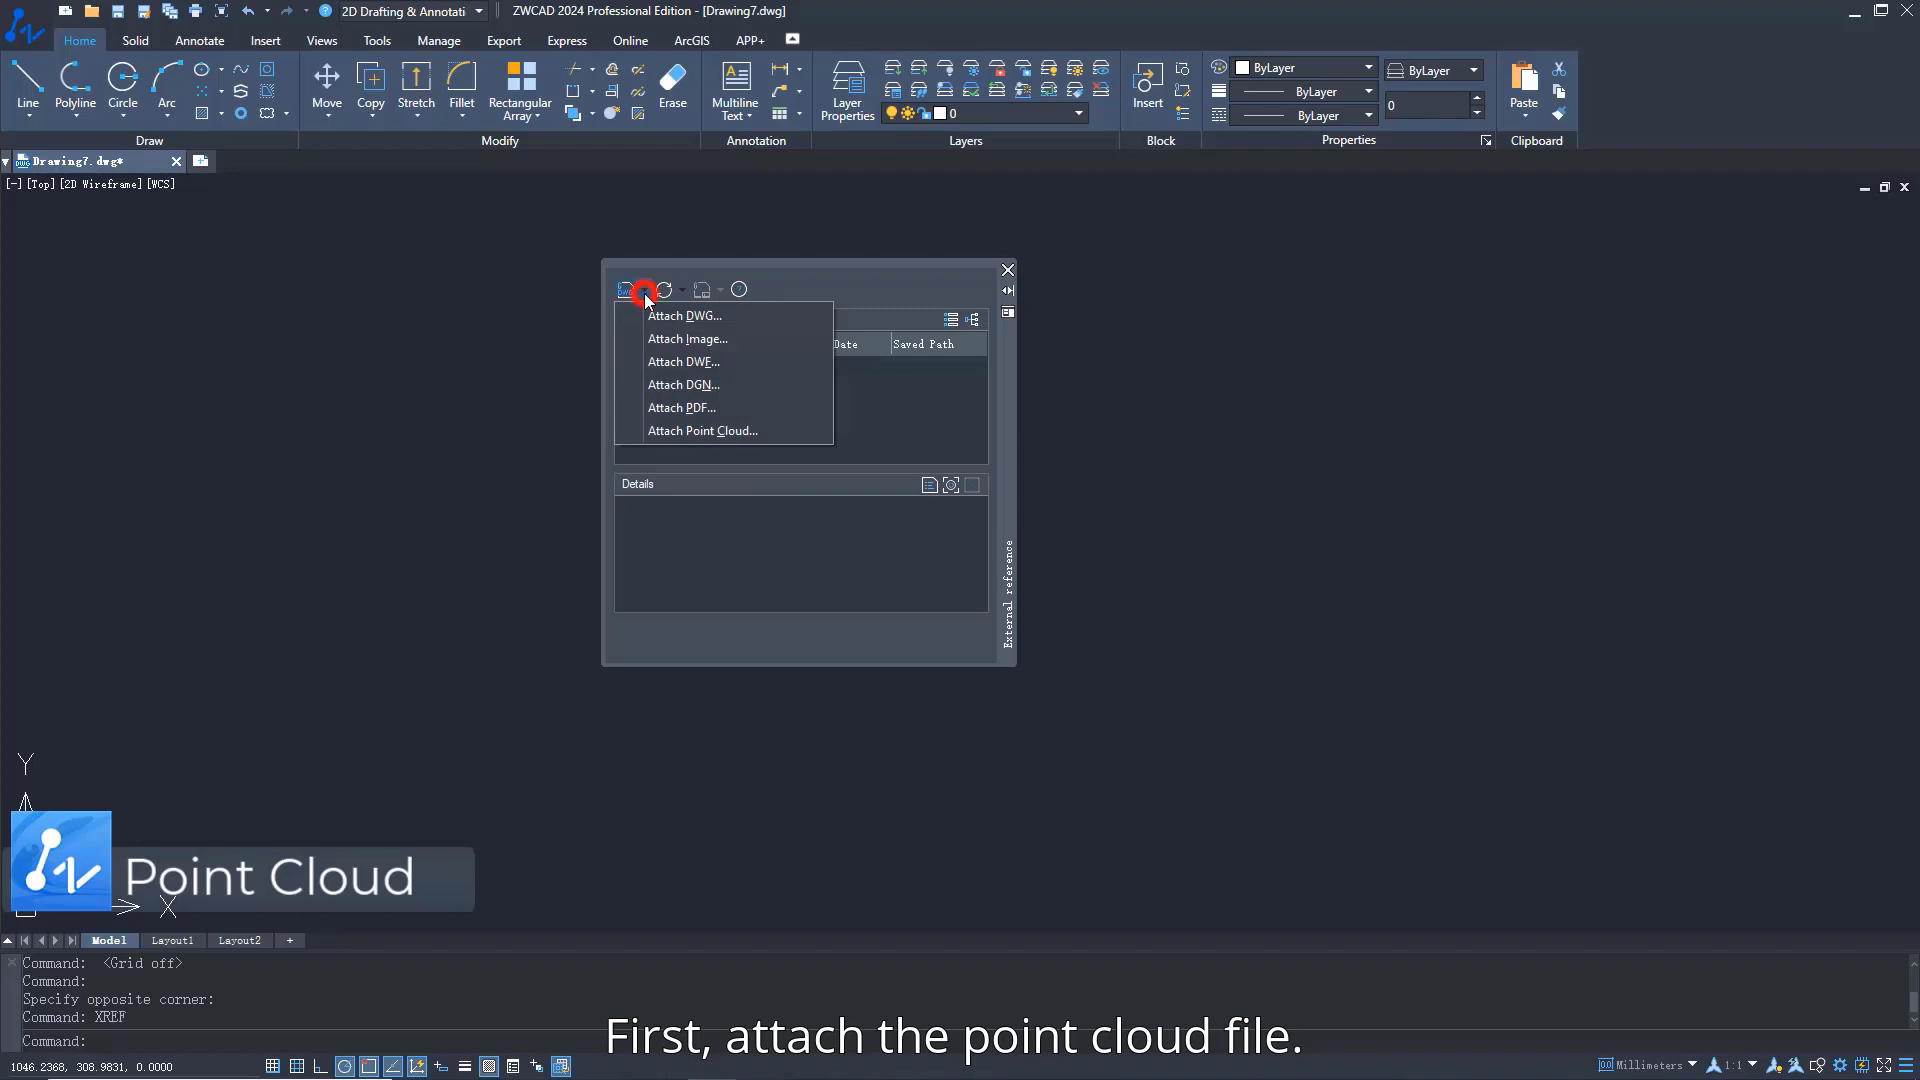 2D Drafting & Annotati
ZWCAD 2024 Professional Edition - [Drawing7.dwg]
Home Solid Annotate Insert Views Tools Manage Export Express Online ArcGIS APP+
Line Polyline Circle Arc
Move Copy Stretch Fillet Rectangular Array Erase
Multiline Text
Layer Properties
0
Insert
ByLayer
ByLayer
ByLayer
ByLayer
0
Paste
Draw Modify Annotation Layers Block Properties Clipboard
Drawing7.dwg*
[-] [Top] [2D Wireframe] [WCS]
Attach DWG...
Attach Image...
Attach DWF...
Attach DGN...
Attach PDF...
Attach Point Cloud...
Date Saved Path
Details
External reference
Y
Point Cloud
X
Model Layout1 Layout2 +
Command: <Grid off>
Command:
Specify opposite corner:
Command: XREF
Command:
First, attach the point cloud file.
1046.2368, 308.9831, 0.0000
Millimeters
1:1